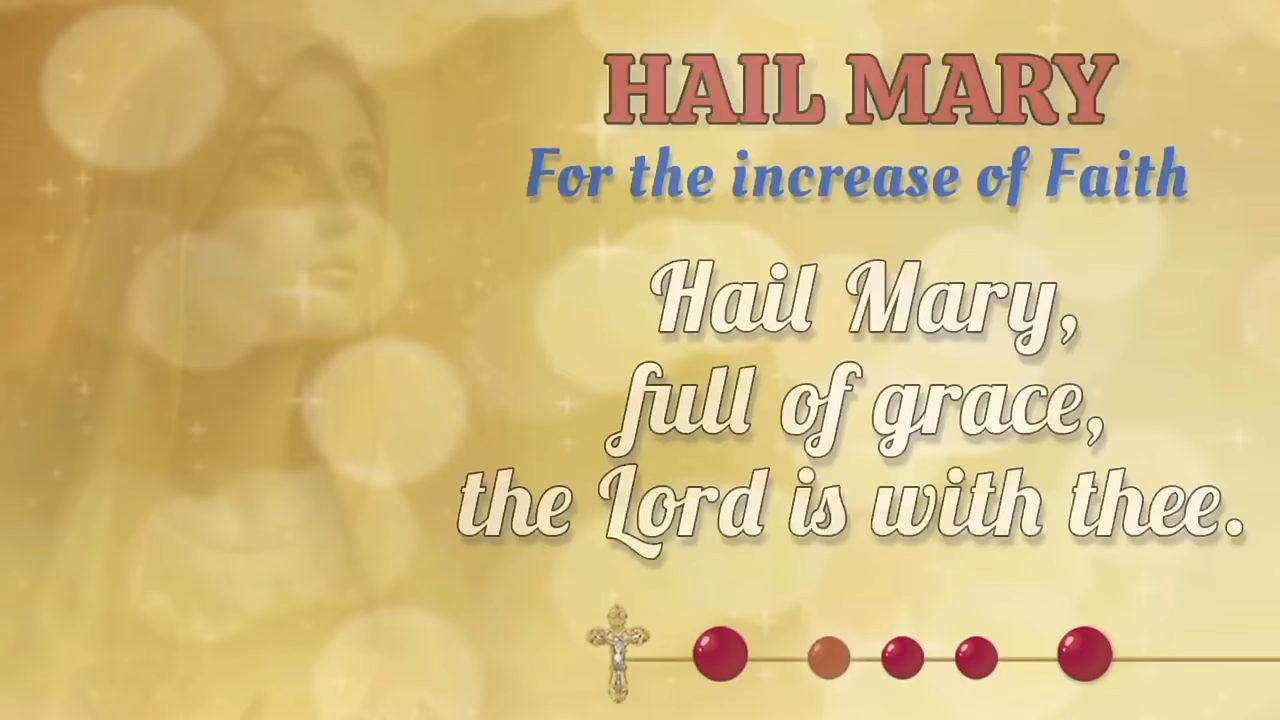 HAIL MARY
For the increase of Faith
Hail Mary,
full of grace,
the Lord is with thee.